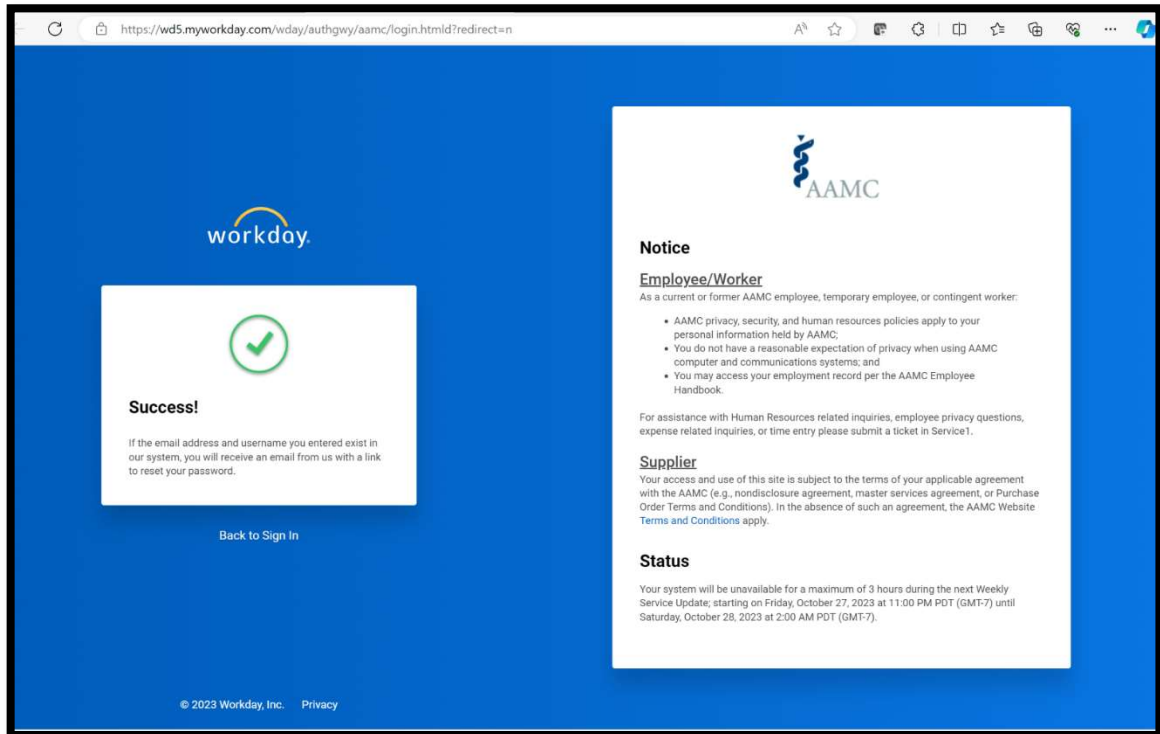 https://wd5.myworkday.com/wday/authgwy/aamc/login.htmld?redirect=n
workday.
Success!
If the email address and username you entered exist in
our system, you will receive an email from us with a link
to reset your password.
Back to Sign In
© 2023 Workday, Inc. Privacy
AAMC
Notice
Employee/Worker
As a current or former AAMC employee, temporary employee, or contingent worker:
• AAMC privacy, security, and human resources policies apply to your
personal information held by AAMC;
• You do not have a reasonable expectation of privacy when using AAMC
computer and communications systems; and
• You may access your employment record per the AAMC Employee
Handbook.
For assistance with Human Resources related inquiries, employee privacy questions,
expense related inquiries, or time entry please submit a ticket in Service1.
Supplier
Your access and use of this site is subject to the terms of your applicable agreement
with the AAMC (e.g., nondisclosure agreement, master services agreement, or Purchase
Order Terms and Conditions). In the absence of such an agreement, the AAMC Website
Terms and Conditions apply.
Status
Your system will be unavailable for a maximum of 3 hours during the next Weekly
Service Update; starting on Friday, October 27, 2023 at 11:00 PM PDT (GMT-7) until
Saturday, October 28, 2023 at 2:00 AM PDT (GMT-7).